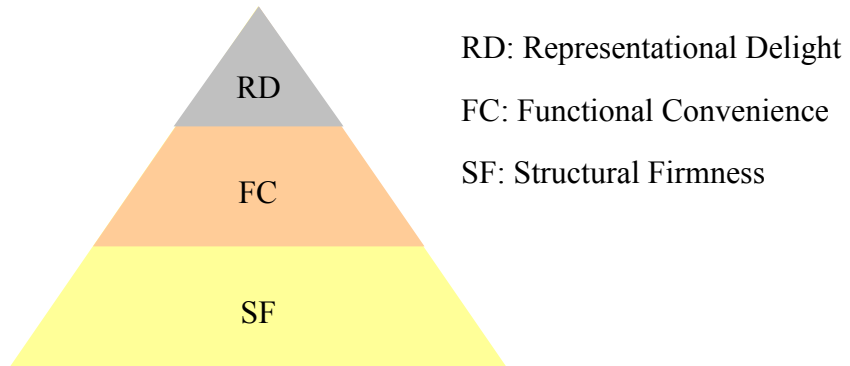 RD
FC
SF
RD: Representational Delight
FC: Functional Convenience
SF: Structural Firmness